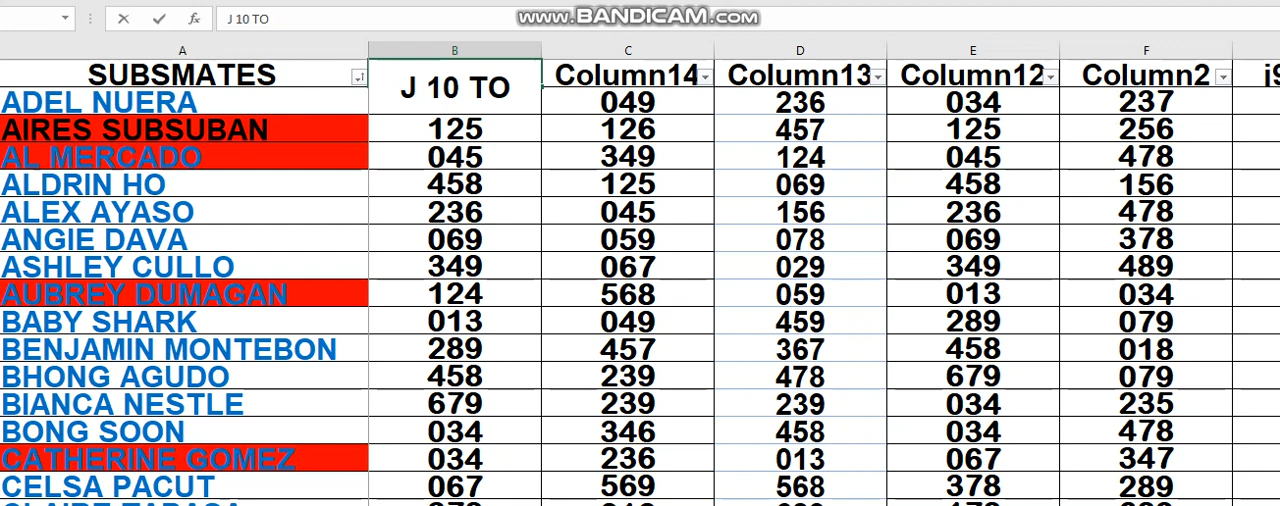 J 10 TO
www.BANDICAM.com
A B C D E F
SUBSMATES J 10 TO Column14 Column13 Column12 Column2
ADEL NUERA 049 236 034 237
AIRES SUBSUBAN 125 126 457 125 256
AL MERCADO 045 349 124 045 478
ALDRIN HO 458 125 069 458 156
ALEX AYASO 236 045 156 236 478
ANGIE DAVA 069 059 078 069 378
ASHLEY CULLO 349 067 029 349 489
AUBREY DUMAGAN 124 568 059 013 034
BABY SHARK 013 049 459 289 079
BENJAMIN MONTEBON 289 457 367 458 018
BHONG AGUDO 458 239 478 679 079
BIANCA NESTLE 679 239 239 034 235
BONG SOON 034 346 458 034 478
CATHERINE GOMEZ 034 236 013 067 347
CELSA PACUT 067 569 568 378 289